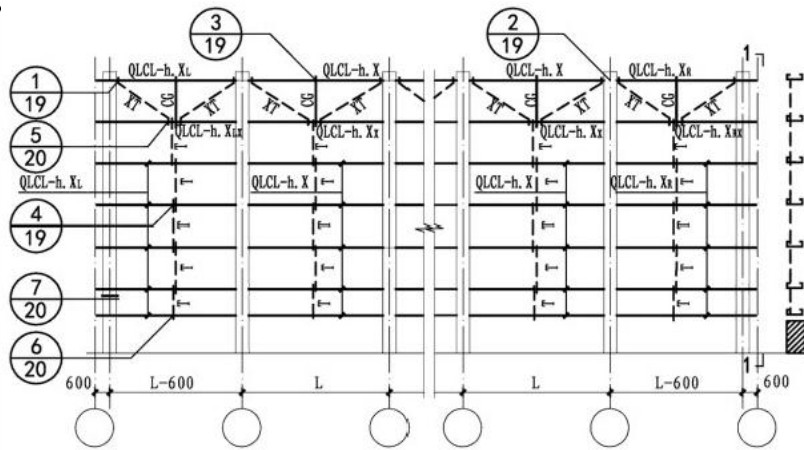 3
19
2
19
1
QLCL-h. XL
QLCL-h. X
QLCL-h. X
QLCL-h. XR
1
19
XT
CG
XT
XT
CG
XT
XT
CG
XT
XT
CG
XT
5
20
QLCL-h. XLX
QLCL-h. XX
QLCL-h. XX
QLCL-h. XRX
T
T
T
T
QLCL-h. XL
T
QLCL-h. X
T
QLCL-h. X
T
QLCL-h. XR
T
4
19
T
T
T
T
T
T
T
T
7
20
T
T
T
T
6
20
1
600
L-600
L
L
L-600
600